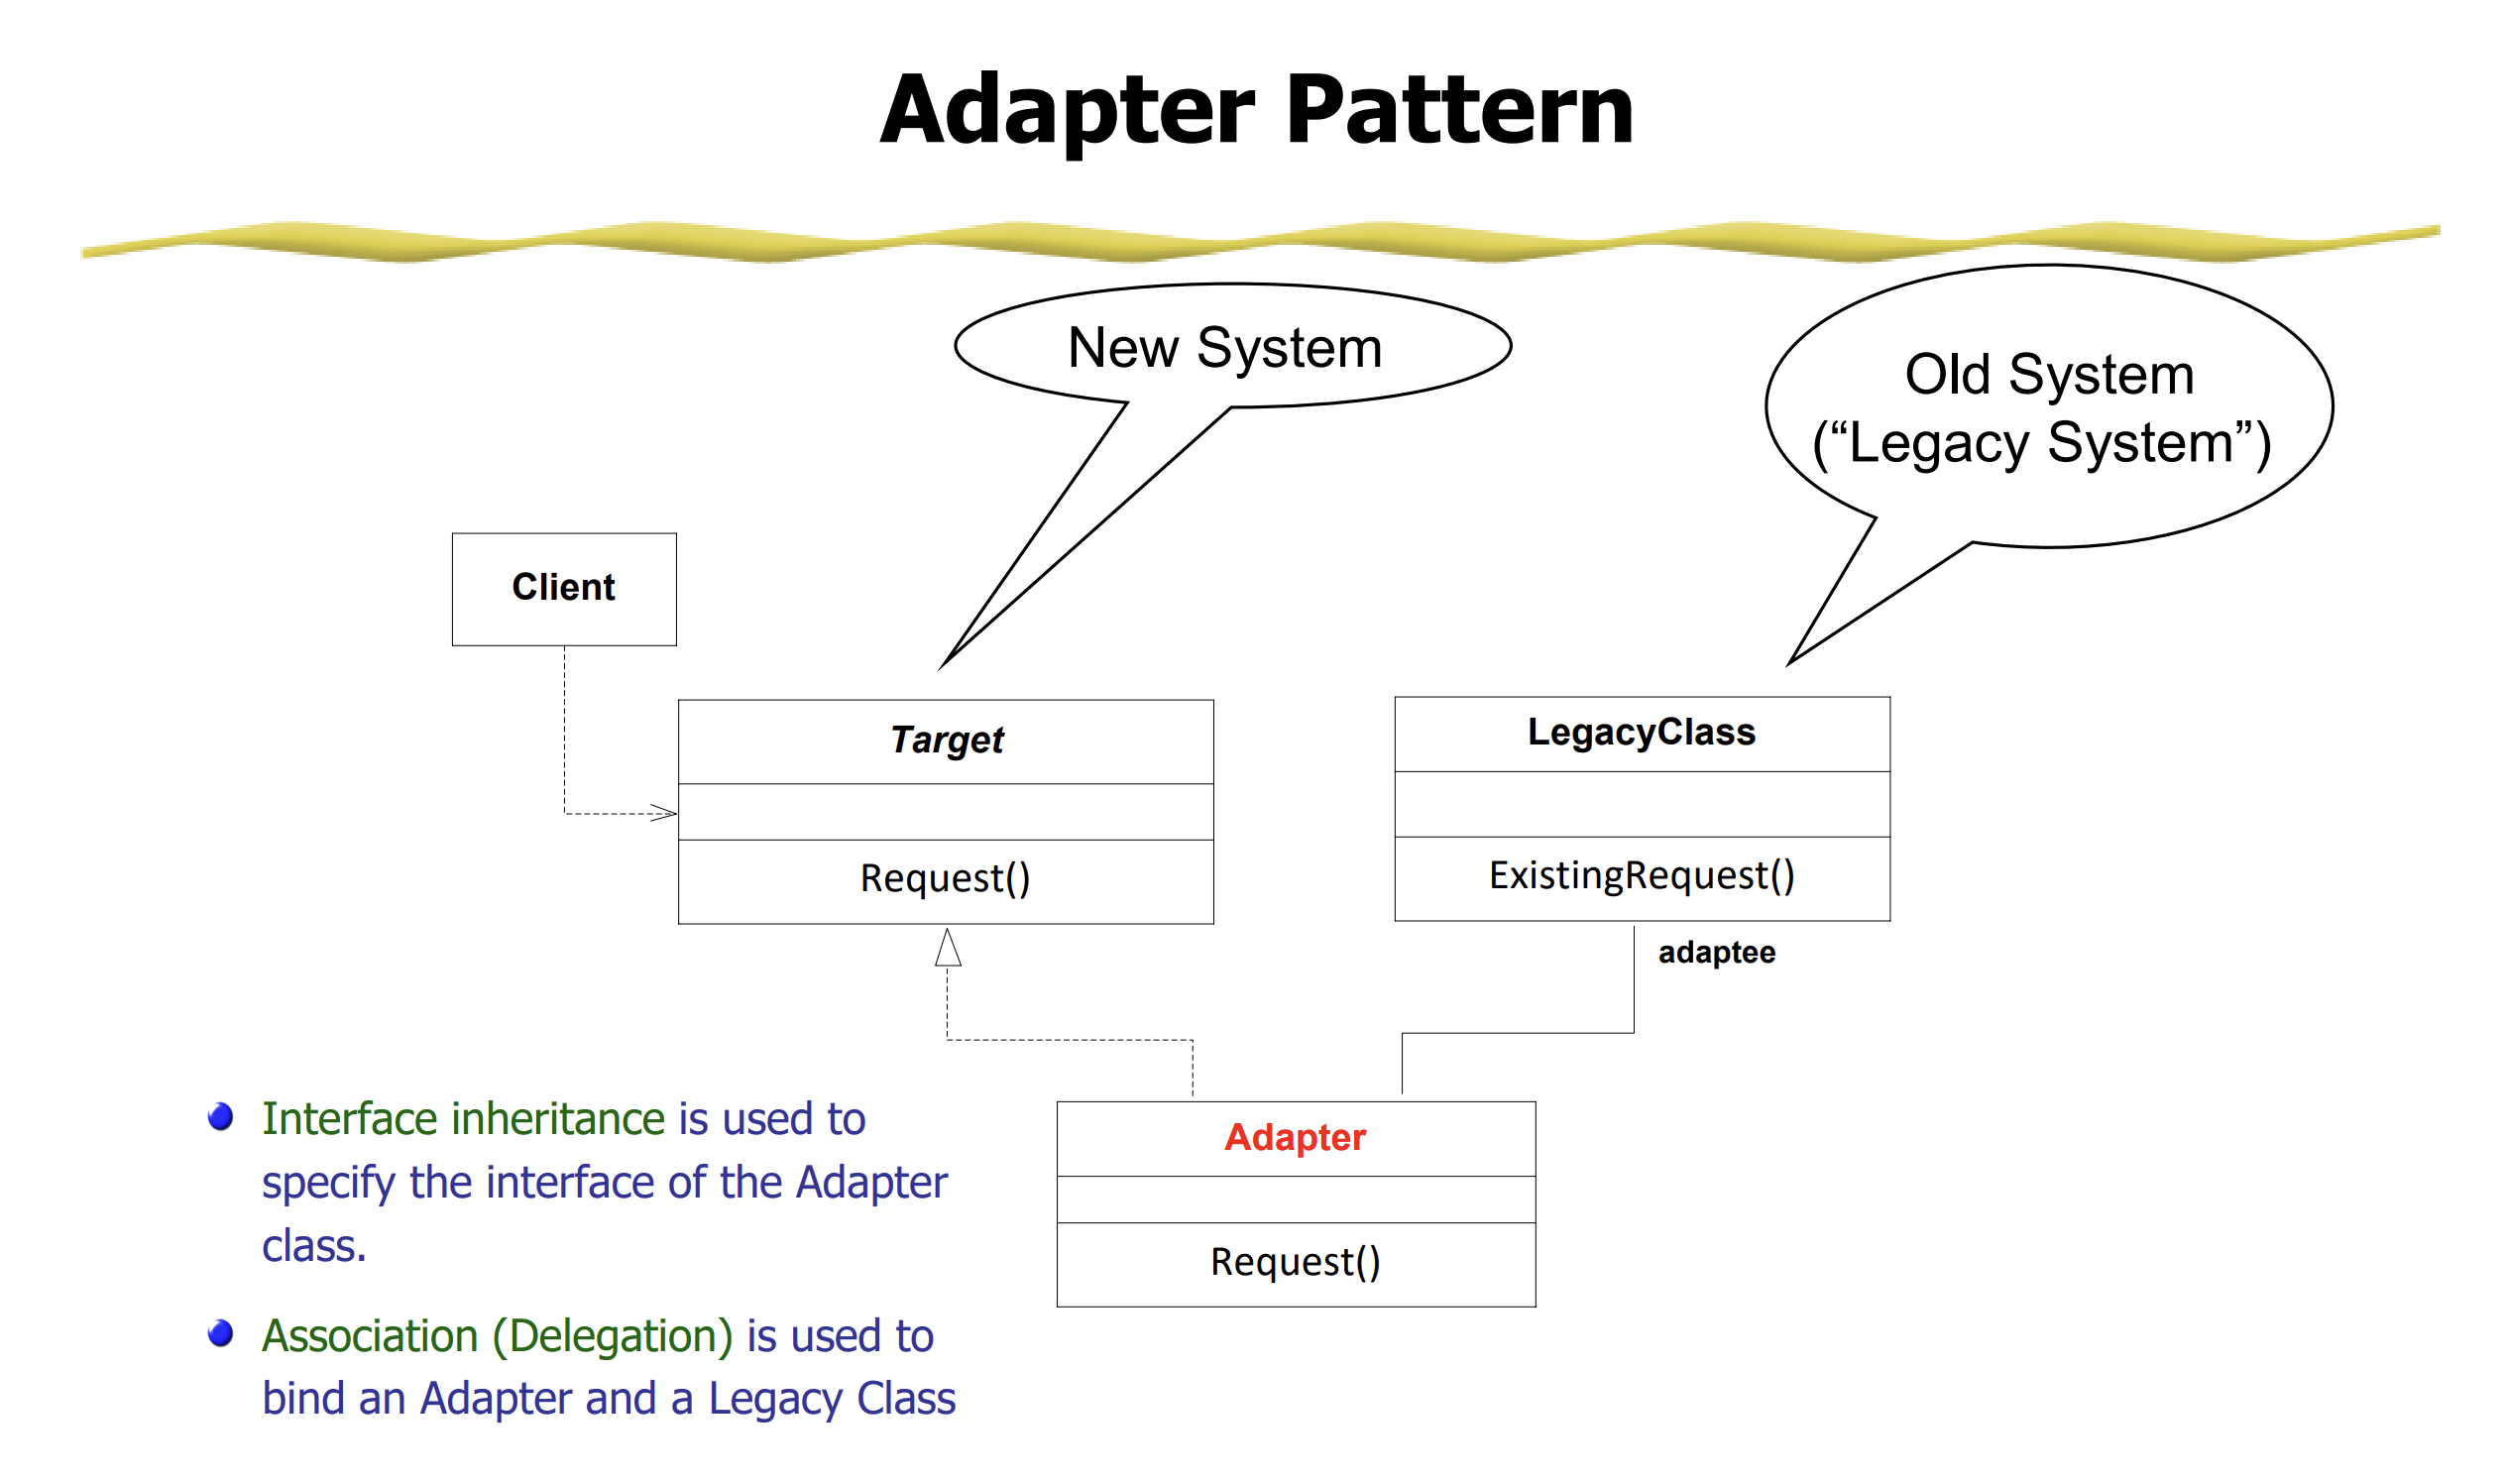 Adapter Pattern
New System
Old System
(“Legacy System”)
Client
Target
Request()
LegacyClass
ExistingRequest()
adaptee
Adapter
Request()
Interface inheritance is used to
specify the interface of the Adapter
class.
Association (Delegation) is used to
bind an Adapter and a Legacy Class